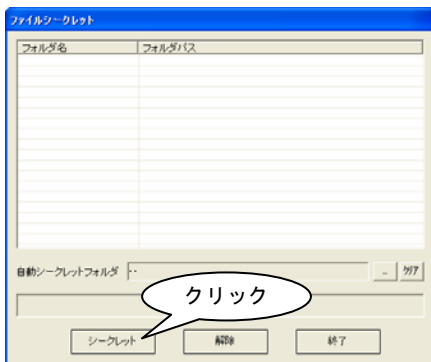 ファイルシークレット
フォルダ名 フォルダパス
自動シークレットフォルダ -- .. クリア
クリック
シークレット 解除 終了